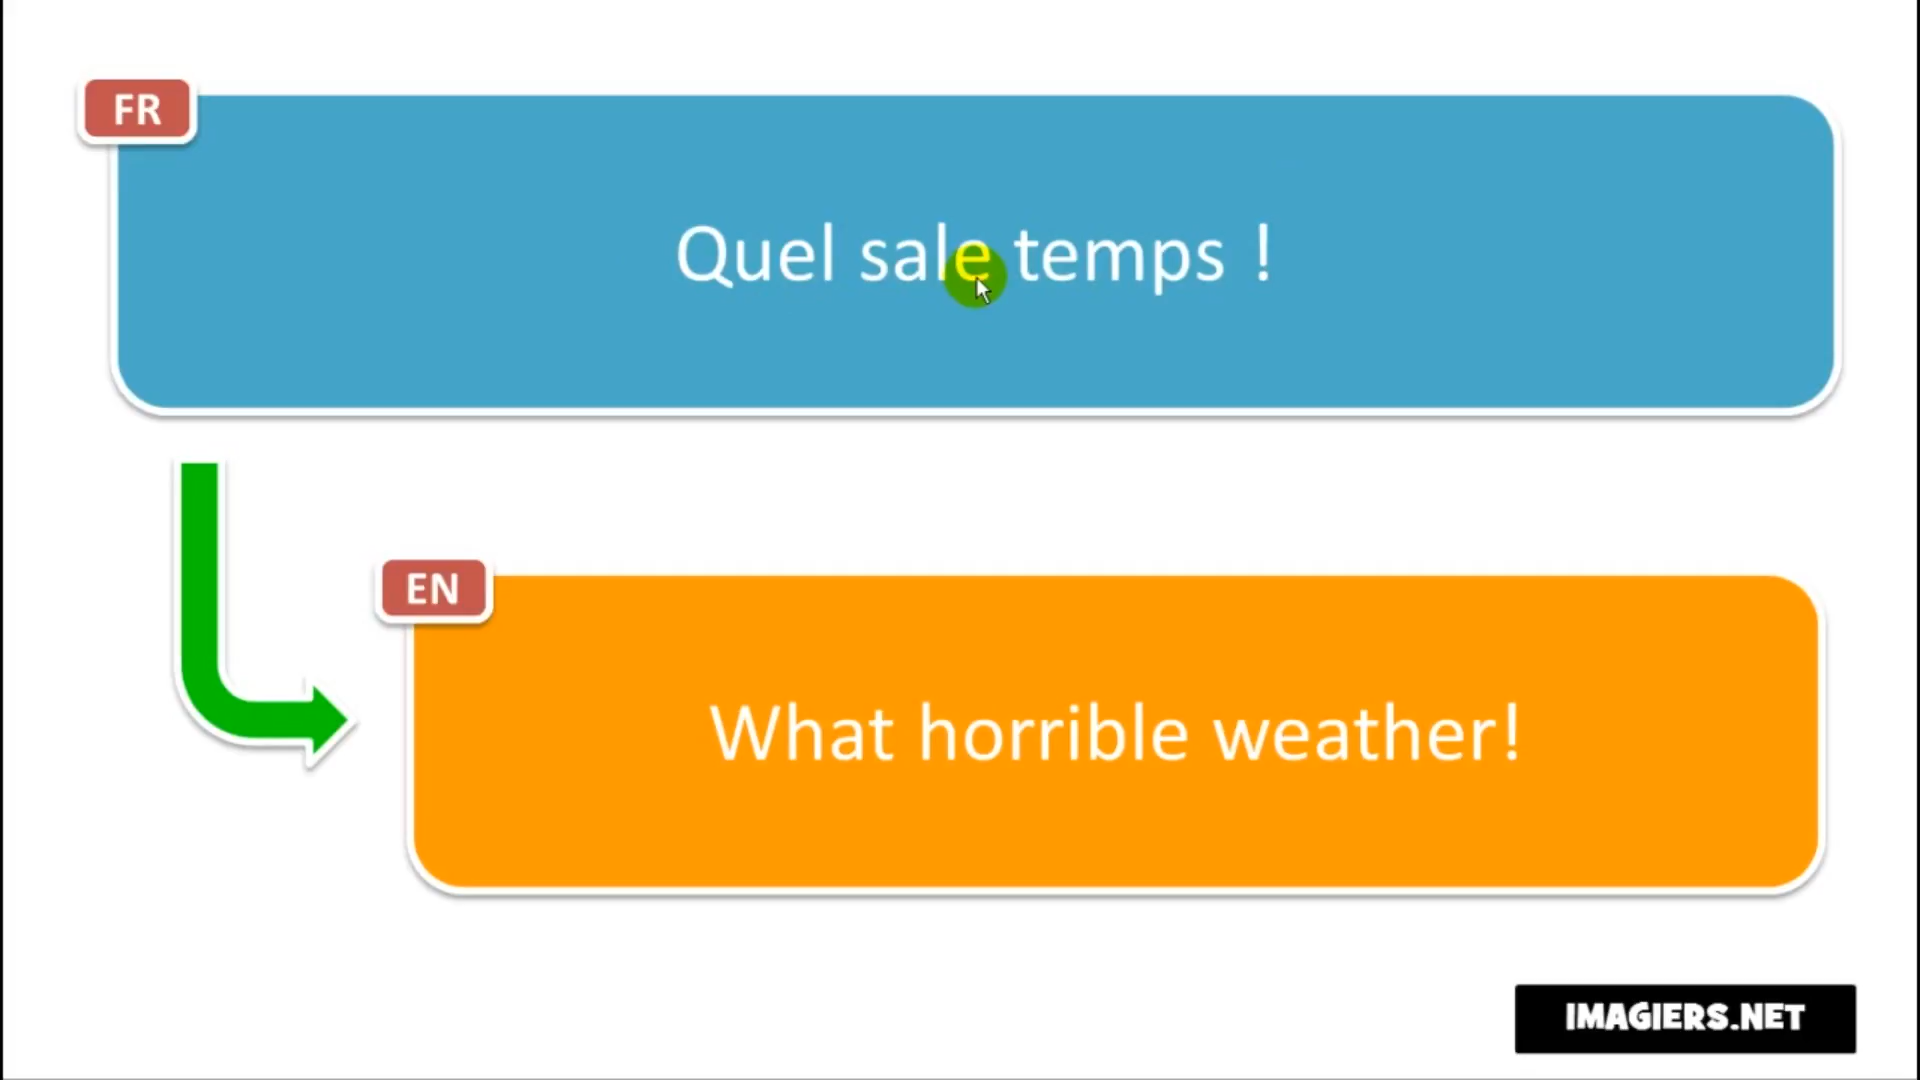 FR
Quel sale temps !
EN
What horrible weather!
IMAGIERS.NET